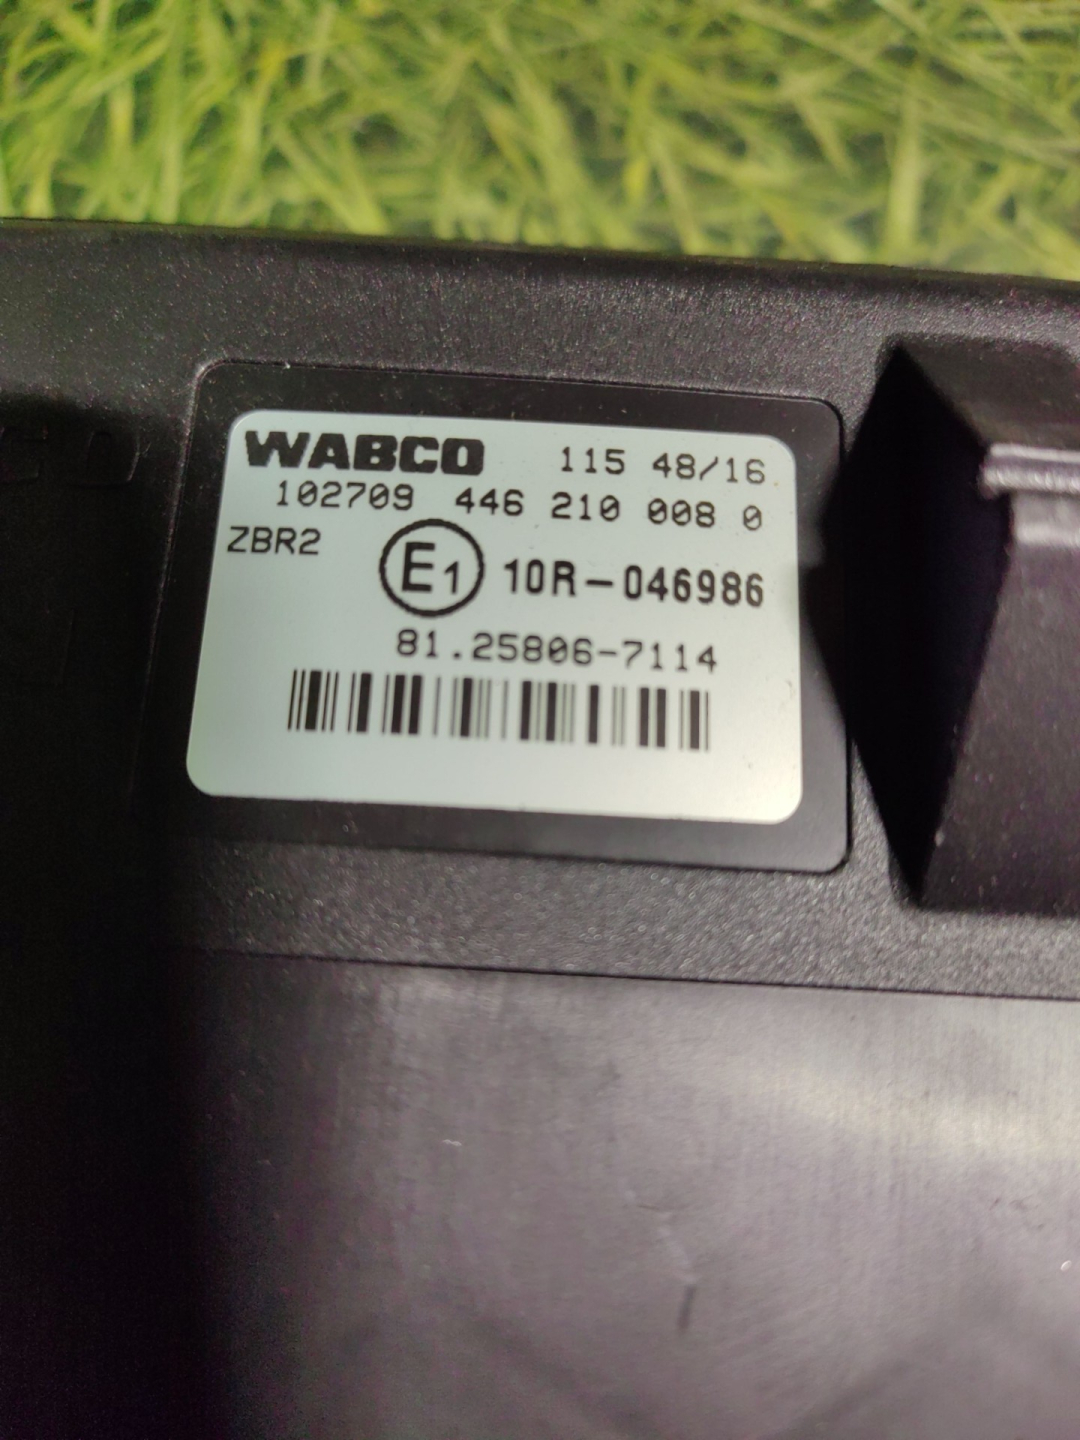 WABCO 115 48/16
102709 446 210 008 0
ZBR2
E1 10R-046986
81.25806-7114